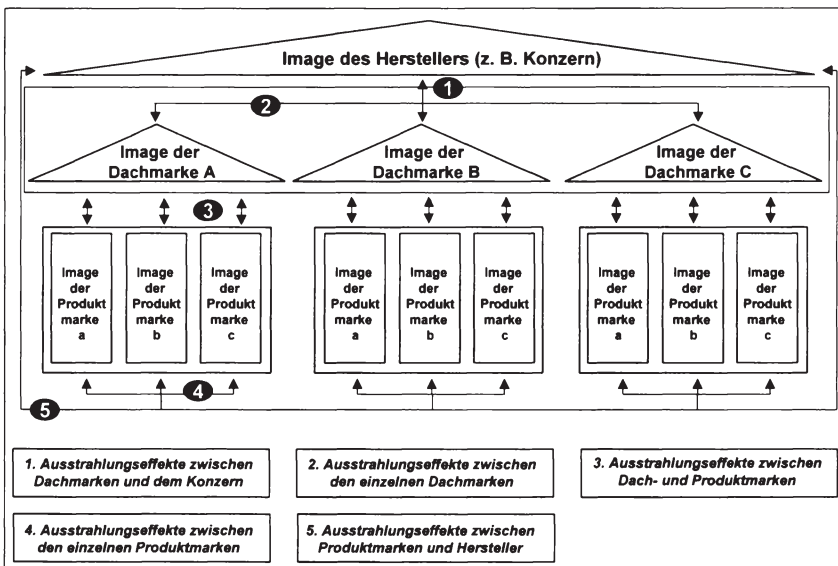 Image des Herstellers (z. B. Konzern)
1
2
Image der
Dachmarke A
Image der
Dachmarke B
Image der
Dachmarke C
3
Image
der
Produkt
marke
a
Image
der
Produkt
marke
b
Image
der
Produkt
marke
c
Image
der
Produkt
marke
a
Image
der
Produkt
marke
b
Image
der
Produkt
marke
c
Image
der
Produkt
marke
a
Image
der
Produkt
marke
b
Image
der
Produkt
marke
c
4
5
1. Ausstrahlungseffekte zwischen
Dachmarken und dem Konzern
2. Ausstrahlungseffekte zwischen
den einzelnen Dachmarken
3. Ausstrahlungseffekte zwischen
Dach- und Produktmarken
4. Ausstrahlungseffekte zwischen
den einzelnen Produktmarken
5. Ausstrahlungseffekte zwischen
Produktmarken und Hersteller